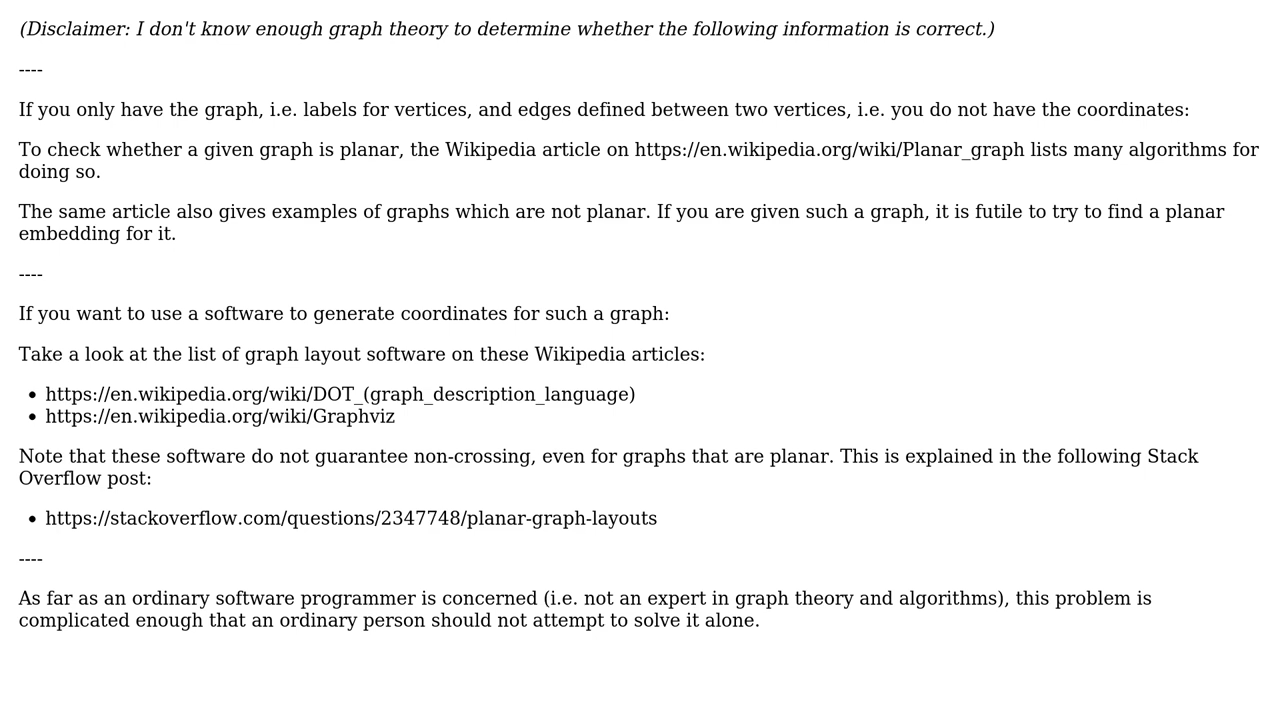 (Disclaimer: I don't know enough graph theory to determine whether the following information is correct.)
----
If you only have the graph, i.e. labels for vertices, and edges defined between two vertices, i.e. you do not have the coordinates:
To check whether a given graph is planar, the Wikipedia article on https://en.wikipedia.org/wiki/Planar_graph lists many algorithms for
doing so.
The same article also gives examples of graphs which are not planar. If you are given such a graph, it is futile to try to find a planar
embedding for it.
----
If you want to use a software to generate coordinates for such a graph:
Take a look at the list of graph layout software on these Wikipedia articles:
• https://en.wikipedia.org/wiki/DOT_(graph_description_language)
• https://en.wikipedia.org/wiki/Graphviz
Note that these software do not guarantee non-crossing, even for graphs that are planar. This is explained in the following Stack
Overflow post:
• https://stackoverflow.com/questions/2347748/planar-graph-layouts
----
As far as an ordinary software programmer is concerned (i.e. not an expert in graph theory and algorithms), this problem is
complicated enough that an ordinary person should not attempt to solve it alone.